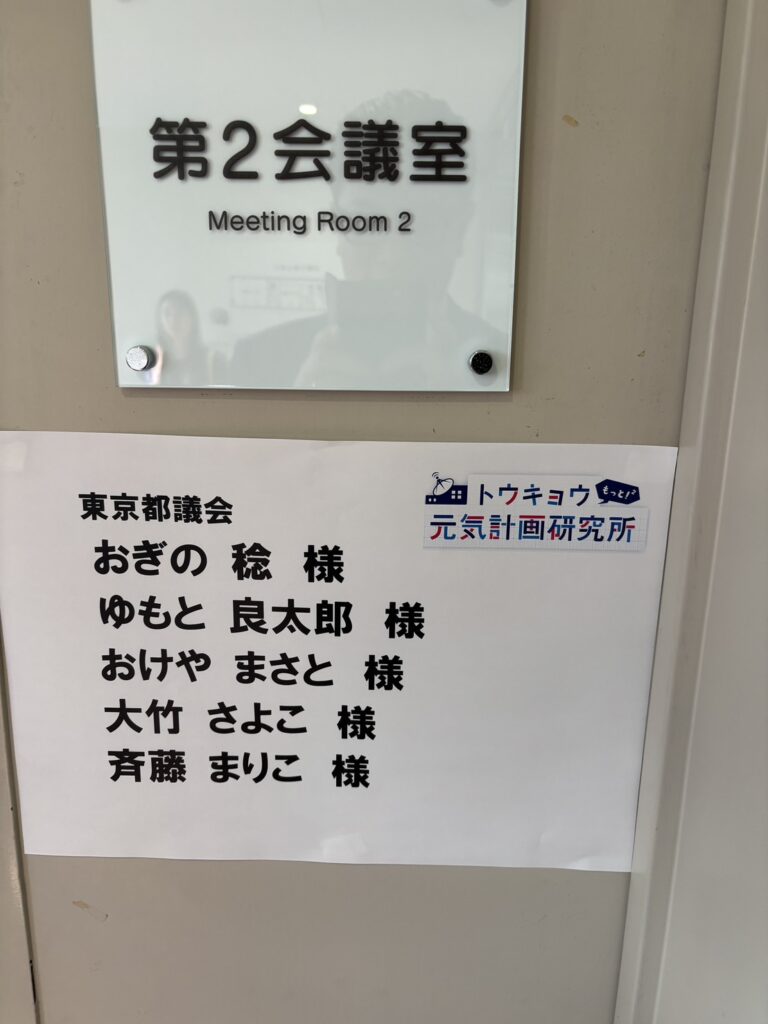 第2会議室
Meeting Room 2
東京都議会
おぎの 稔 様
ゆもと 良太郎 様
おけや まさと 様
大竹 さよこ 様
斉藤 まりこ 様
トウキョウ もっと!?
元気計画研究所